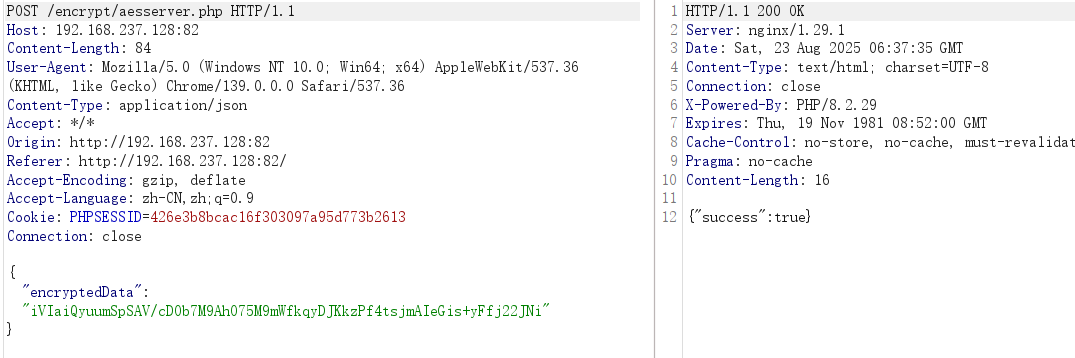 POST /encrypt/aesserver.php HTTP/1.1
Host: 192.168.237.128:82
Content-Length: 84
User-Agent: Mozilla/5.0 (Windows NT 10.0; Win64; x64) AppleWebKit/537.36
(KHTML, like Gecko) Chrome/139.0.0.0 Safari/537.36
Content-Type: application/json
Accept: */*
Origin: http://192.168.237.128:82
Referer: http://192.168.237.128:82/
Accept-Encoding: gzip, deflate
Accept-Language: zh-CN,zh;q=0.9
Cookie: PHPSESSID=426e3b8bcac16f303097a95d773b2613
Connection: close
{
"encryptedData":
"iVIaiQyuumSpSAV/cD0b7M9Ah075M9mWfkqyDJKkzPf4tsjmAIeGis+yFfj22JNi"
}
1 HTTP/1.1 200 OK
2 Server: nginx/1.29.1
3 Date: Sat, 23 Aug 2025 06:37:35 GMT
4 Content-Type: text/html; charset=UTF-8
5 Connection: close
6 X-Powered-By: PHP/8.2.29
7 Expires: Thu, 19 Nov 1981 08:52:00 GMT
8 Cache-Control: no-store, no-cache, must-revalidat
9 Pragma: no-cache
10 Content-Length: 16
11
12 {"success":true}